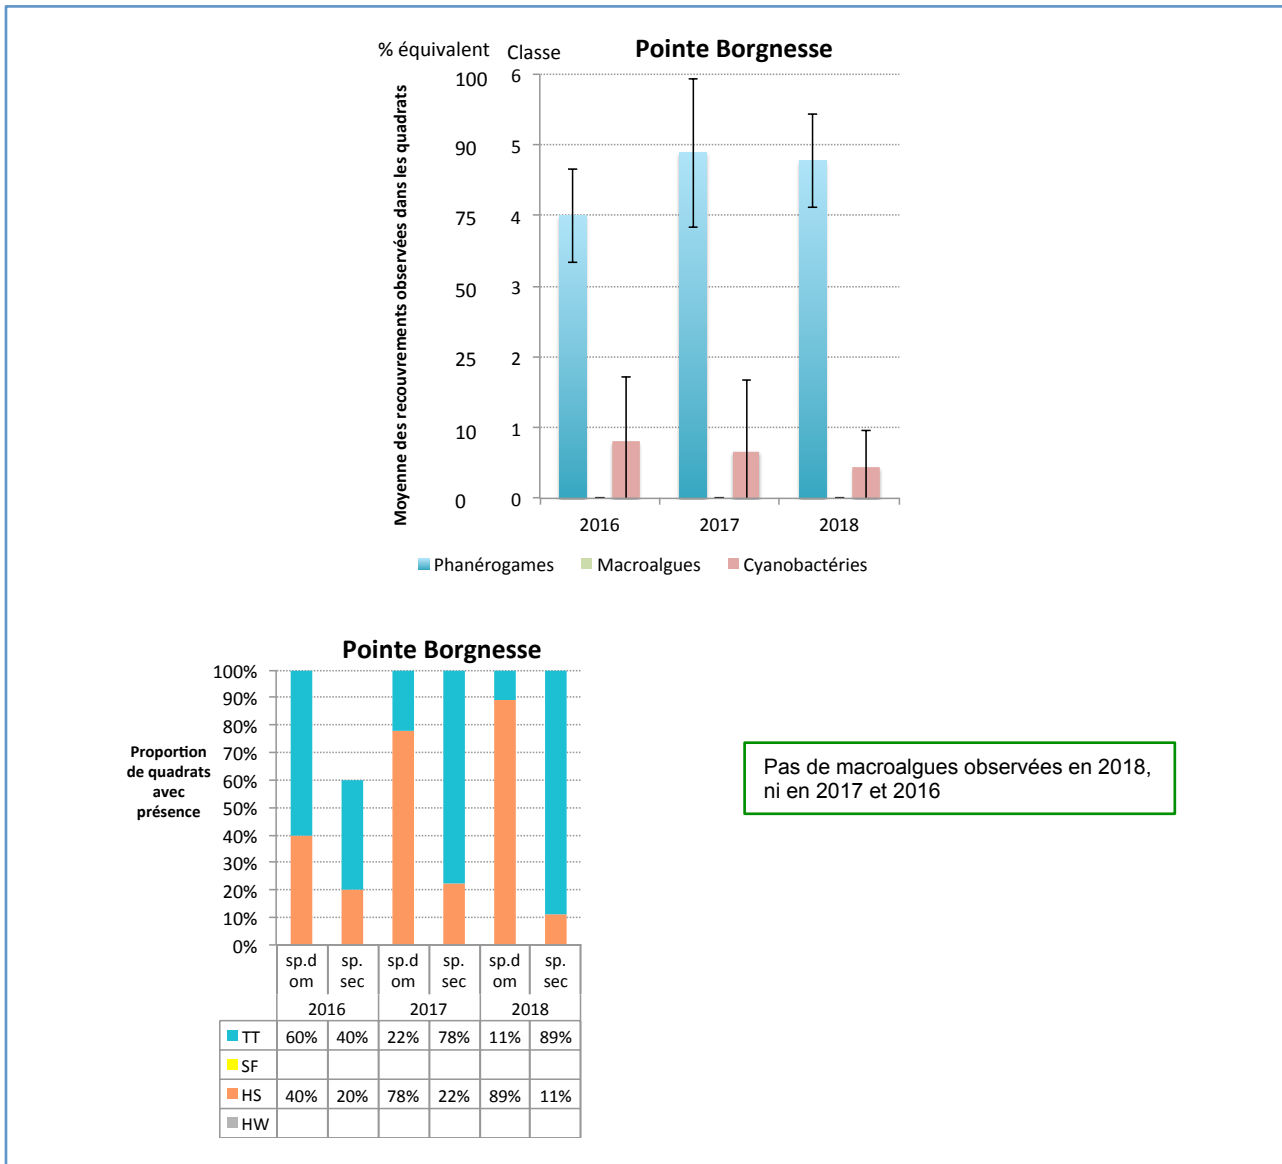 % équivalent Classe Pointe Borgnesse
Moyenne des recouvrements observées dans les quadrats
100 6
90 5
75 4
50 3
25 2
10 1
0 0
2016 2017 2018
Phanérogames Macroalgues Cyanobactéries
Pointe Borgnesse
Proportion
de quadrats
avec
présence
100%
90%
80%
70%
60%
50%
40%
30%
20%
10%
0%
sp.d sp. sp.d sp. sp.d sp.
om sec om sec om sec
2016 2017 2018
TT 60% 40% 22% 78% 11% 89%
SF
HS 40% 20% 78% 22% 89% 11%
HW
Pas de macroalgues observées en 2018,
ni en 2017 et 2016